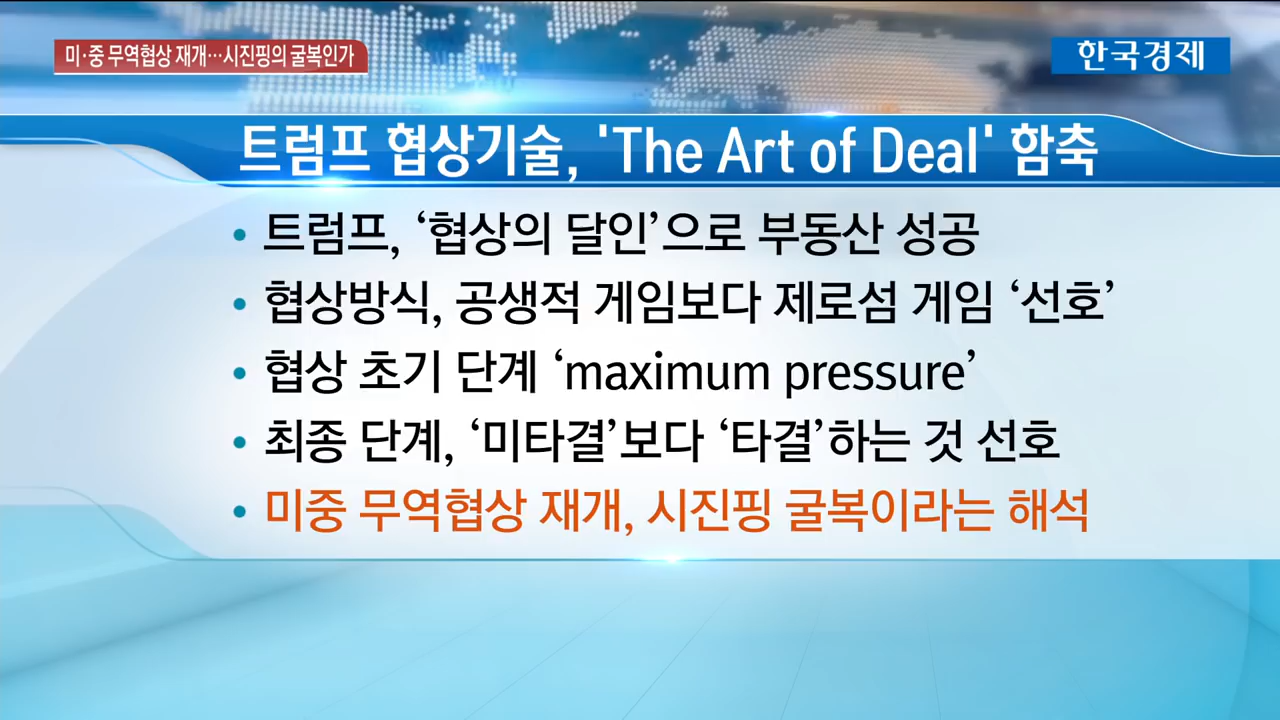 미·중 무역협상 재개…시진핑의 굴복인가
한국경제
트럼프 협상기술, 'The Art of Deal' 함축
• 트럼프, ‘협상의 달인’으로 부동산 성공
• 협상방식, 공생적 게임보다 제로섬 게임 ‘선호’
• 협상 초기 단계 ‘maximum pressure’
• 최종 단계, ‘미타결’보다 ‘타결’하는 것 선호
• 미중 무역협상 재개, 시진핑 굴복이라는 해석